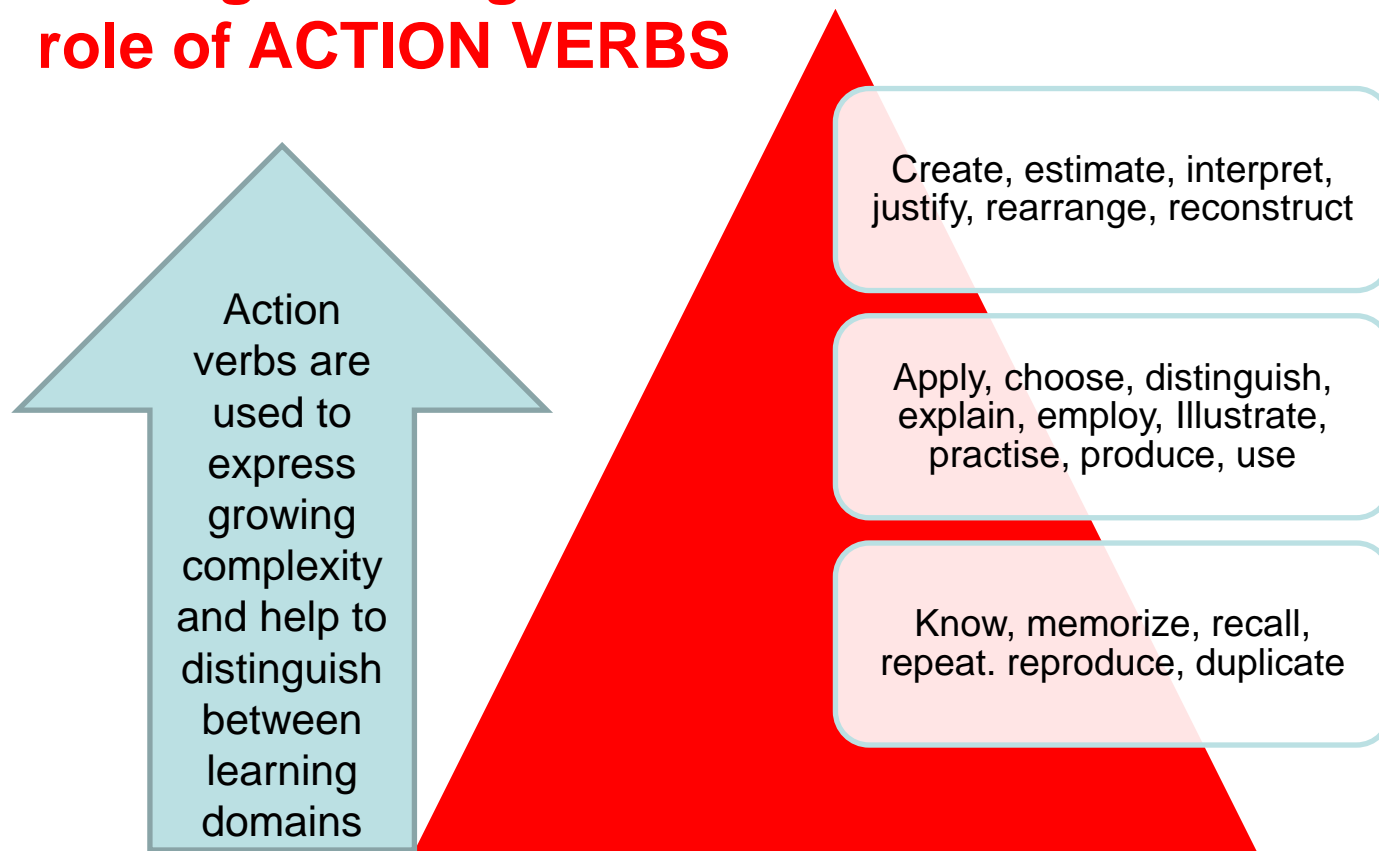 role of ACTION VERBS
Action
verbs are
used to
express
growing
complexity
and help to
distinguish
between
learning
domains
Create, estimate, interpret,
justify, rearrange, reconstruct
Apply, choose, distinguish,
explain, employ, Illustrate,
practise, produce, use
Know, memorize, recall,
repeat. reproduce, duplicate